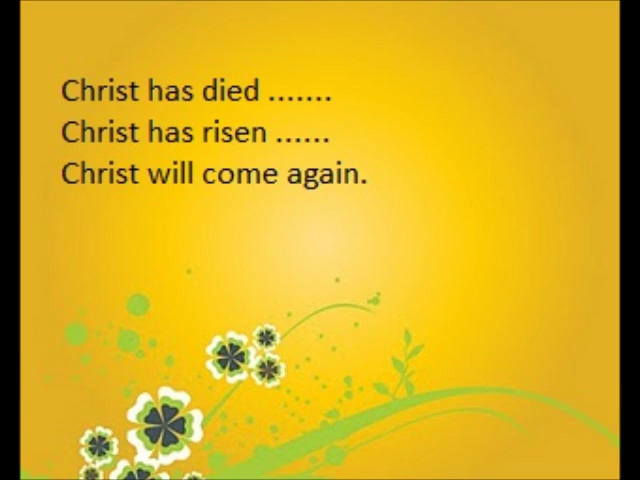 Christ has died .......
Christ has risen ......
Christ will come again.